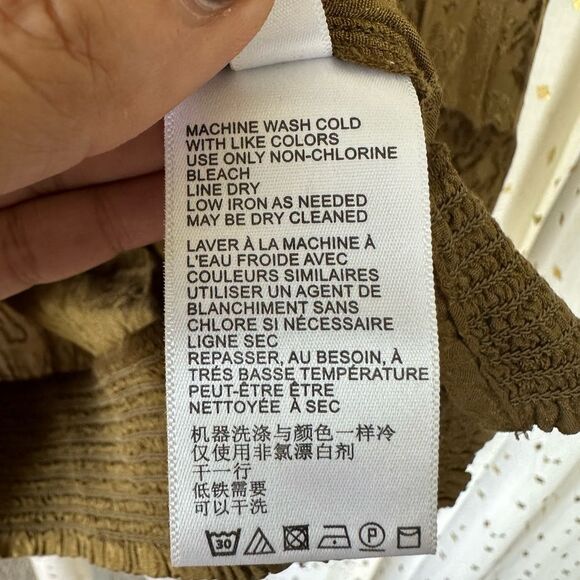 MACHINE WASH COLD
WITH LIKE COLORS
USE ONLY NON-CHLORINE
BLEACH
LINE DRY
LOW IRON AS NEEDED
MAY BE DRY CLEANED
LAVER À LA MACHINE À
L'EAU FROIDE AVEC
COULEURS SIMILAIRES
UTILISER UN AGENT DE
BLANCHIMENT SANS
CHLORE SI NÉCESSAIRE
LIGNE SEC
REPASSER, AU BESOIN, À
TRÉS BASSE TEMPÉRATURE
PEUT-ÊTRE ÊTRE
NETTOYÉE À SEC
机器洗涤与颜色一样冷
仅使用非氯漂白剂
干一行
低铁需要
可以干洗
30 P